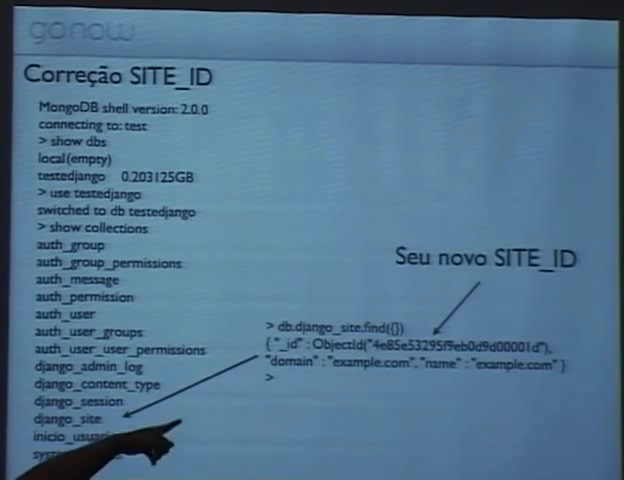 gonow
Correção SITE_ID
MongoDB shell version: 2.0.0
connecting to: test
> show dbs
local (empty)
testedjango 0.203125GB
> use testedjango
switched to db testedjango
> show collections
auth_group
auth_group_permissions
auth_message
auth_permission
auth_user
auth_user_groups
auth_user_user_permissions
django_admin_log
django_content_type
django_session
django_site
Seu novo SITE_ID
> db.django_site.find({})
{ "_id" : ObjectId("4e85e53295f9eb0d9d00001d"),
"domain" : "example.com", "name" : "example.com" }
>